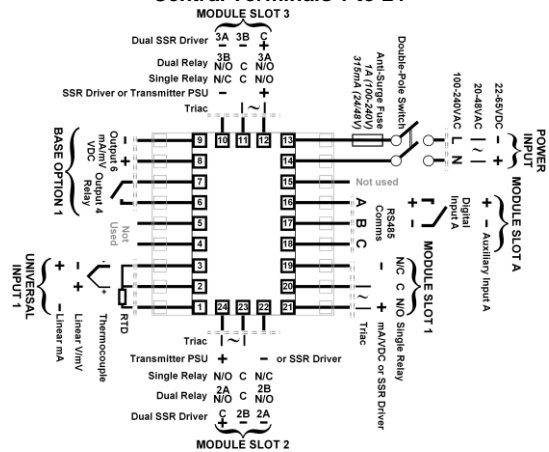 Central Terminals 1 to 24
MODULE SLOT 3
Dual SSR Driver 3A 3B C
− − +
Dual Relay 3B N/O C 3A N/O
Single Relay N/C C N/O
SSR Driver or Transmitter PSU − +
Triac | ~ |
9 10 11 12 13
8 14
7 15
6 16
5 17
4 18
3 19
2 20
1 24 23 22 21
BASE OPTION 1
Output 6
mA/mV
VDC
− +
Output 4
Relay
Not
Used
UNIVERSAL
INPUT 1
RTD
Thermocouple
− +
Linear V/mV
− +
Linear mA
+ −
Anti-Surge Fuse
1A (100-240V)
315mA (24/48V)
Double-Pole Switch
100-240VAC
L N
20-48VAC
| ~ |
22-65VDC
− +
POWER
INPUT
Not used
A B C
RS485
Comms
+ −
Digital
Input A
+ −
Auxiliary Input A
MODULE SLOT A
− +
mA/VDC or SSR Driver
| ~ |
Triac
N/C C N/O
Single Relay
MODULE SLOT 1
Triac | ~ |
Transmitter PSU + − or SSR Driver
Single Relay N/O C N/C
Dual Relay 2A N/O C 2B N/O
Dual SSR Driver C 2B 2A
+ − −
MODULE SLOT 2